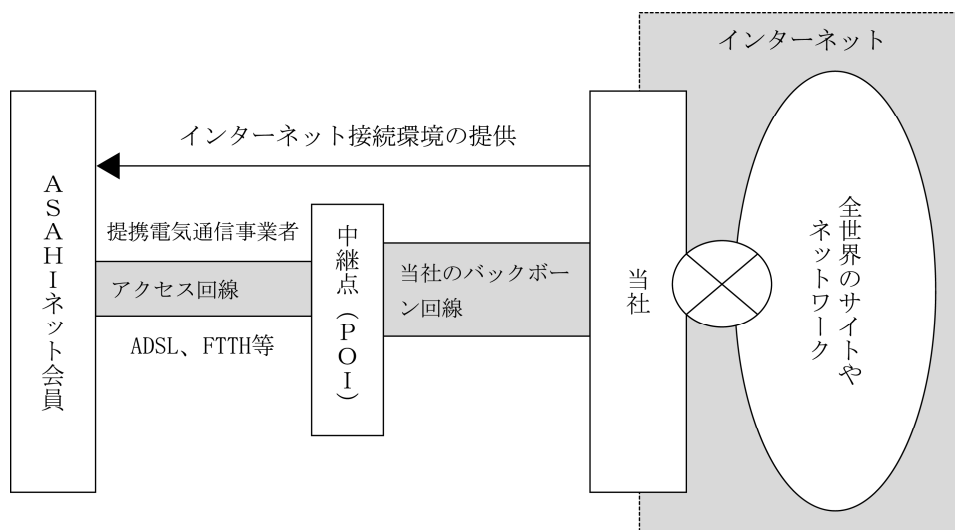 インターネット
インターネット接続環境の提供
ASAHIネット会員
提携電気通信事業者
アクセス回線
ADSL、FTTH等
中継点(POI)
当社のバックボー
ン回線
当社
全世界のサイトや
ネットワーク